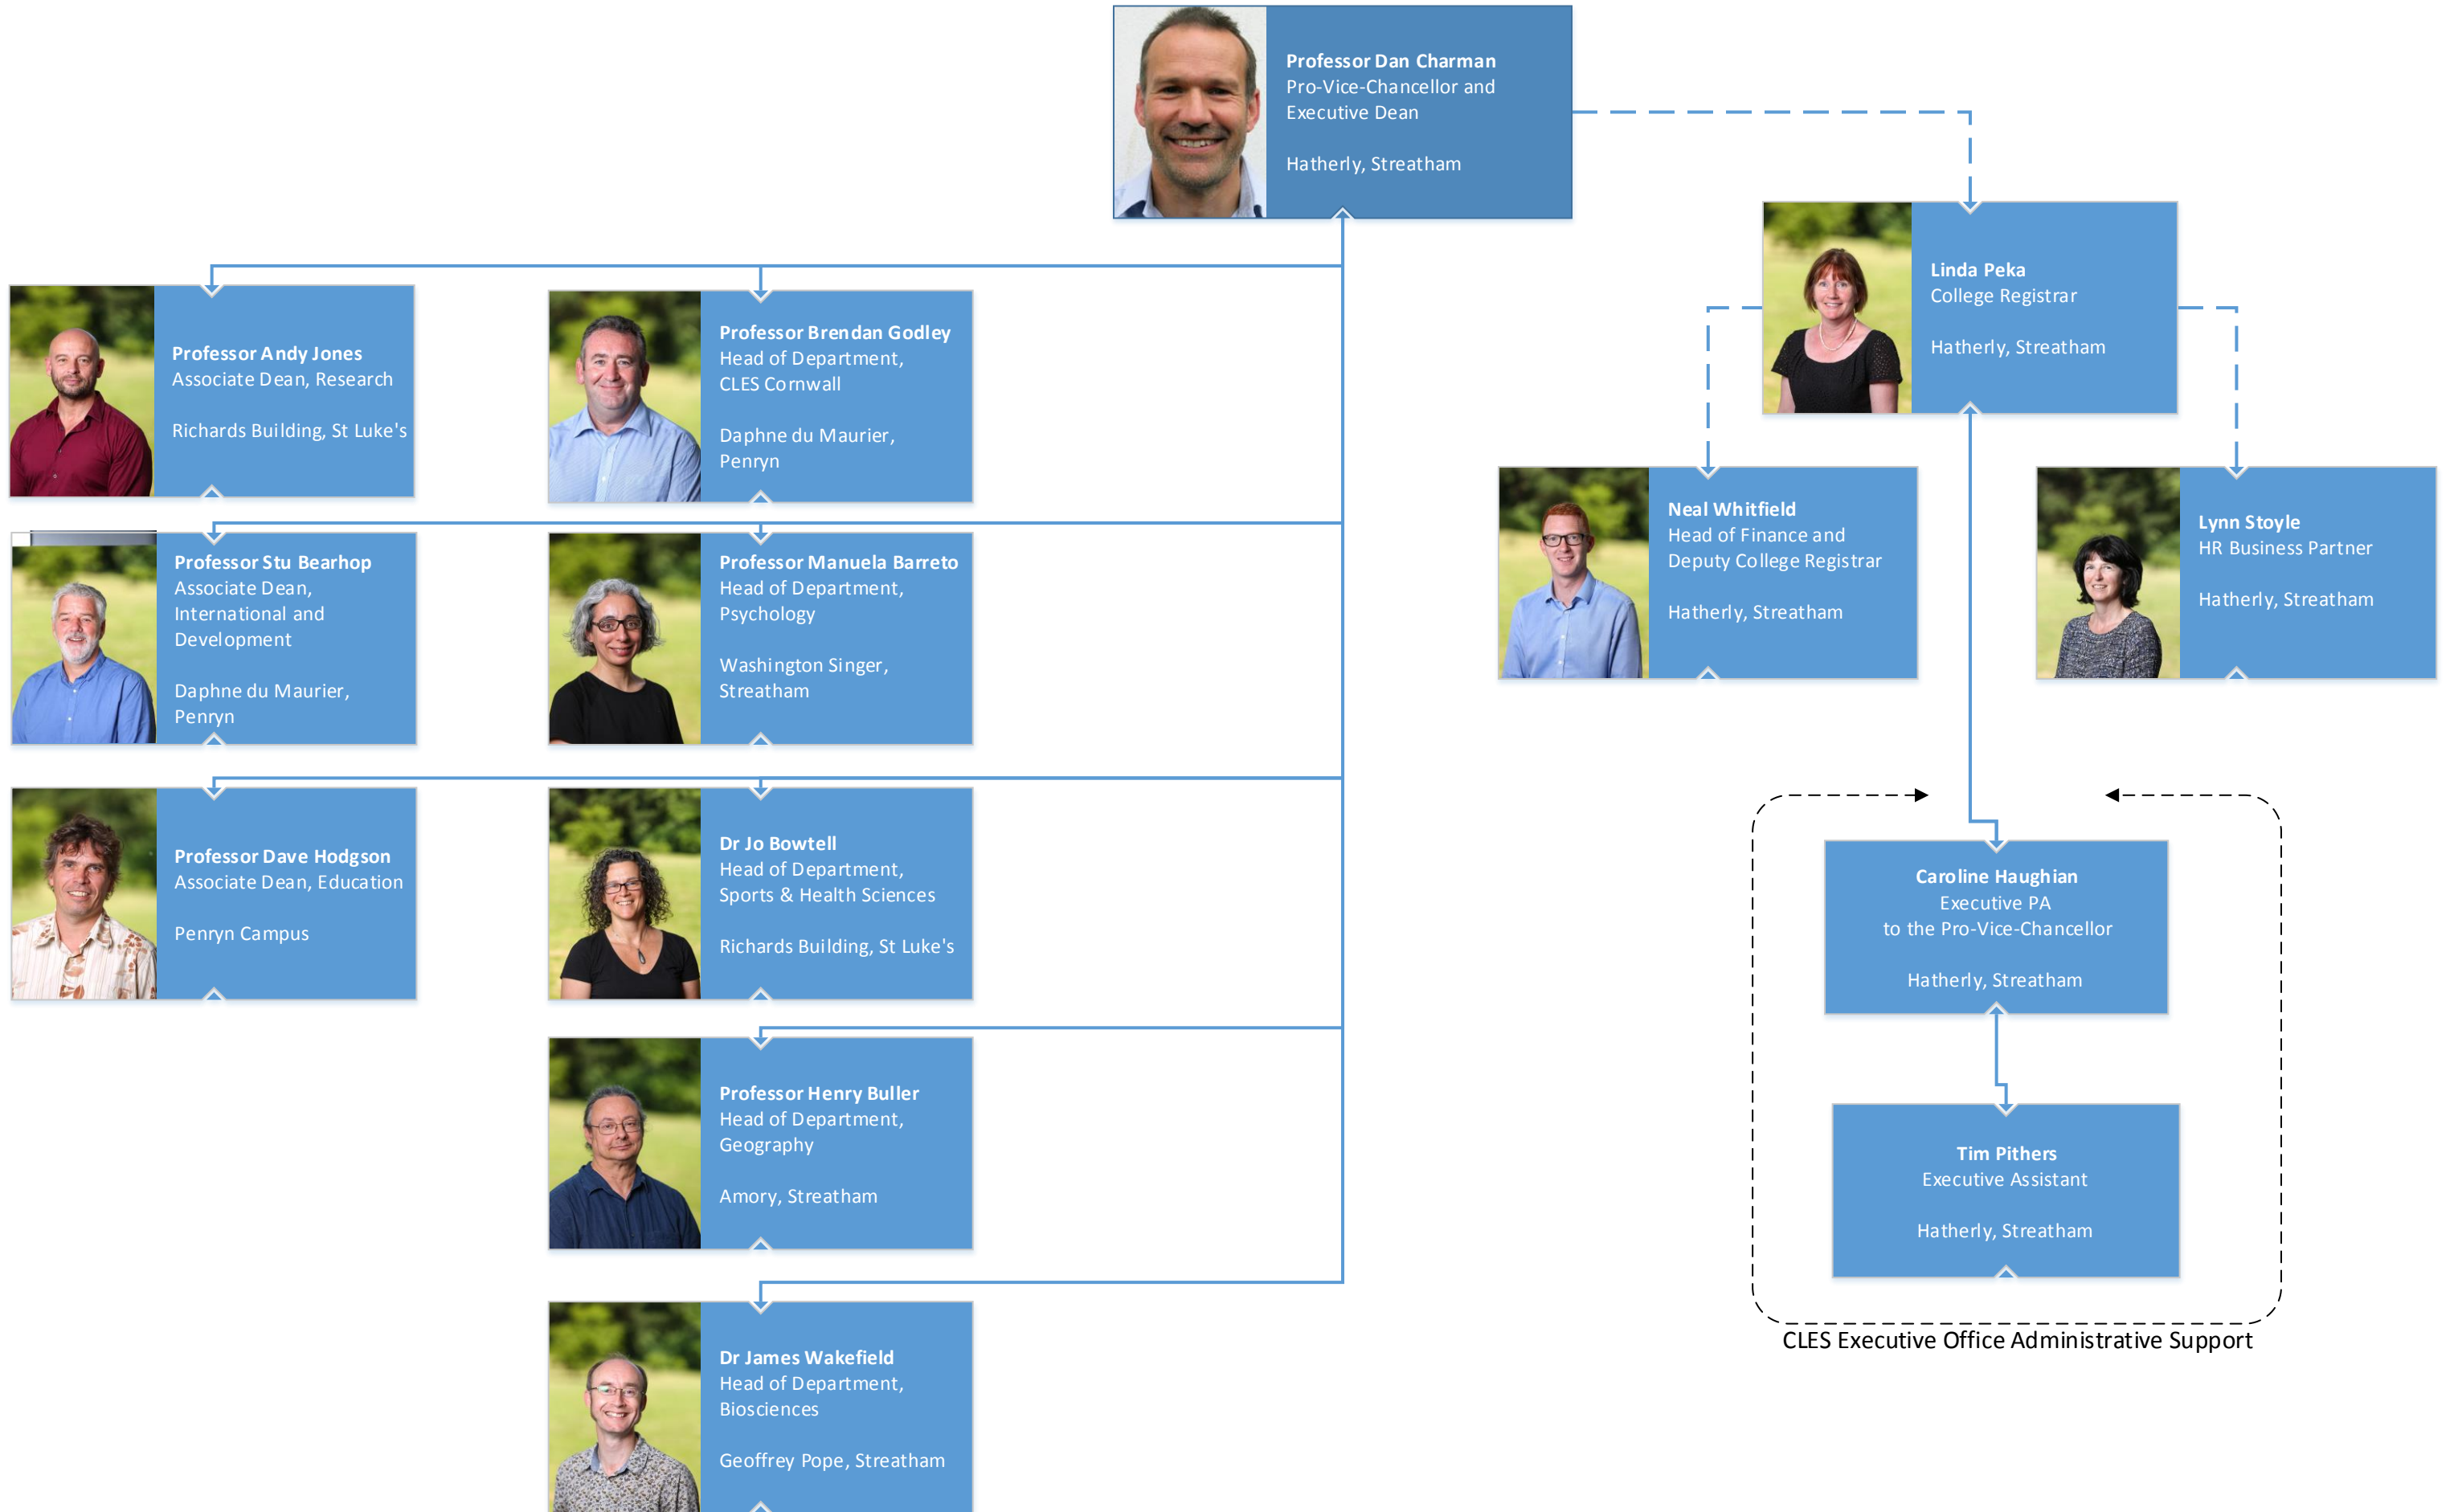 Professor Dan Charman
Pro-Vice-Chancellor and
Executive Dean
Hatherly, Streatham
Linda Peka
College Registrar
Hatherly, Streatham
Professor Andy Jones
Associate Dean, Research
Richards Building, St Luke's
Professor Brendan Godley
Head of Department,
CLES Cornwall
Daphne du Maurier,
Penryn
Neal Whitfield
Head of Finance and
Deputy College Registrar
Hatherly, Streatham
Lynn Stoyle
HR Business Partner
Hatherly, Streatham
Professor Stu Bearhop
Associate Dean,
International and
Development
Daphne du Maurier,
Penryn
Professor Manuela Barreto
Head of Department,
Psychology
Washington Singer,
Streatham
Professor Dave Hodgson
Associate Dean, Education
Penryn Campus
Dr Jo Bowtell
Head of Department,
Sports & Health Sciences
Richards Building, St Luke's
Caroline Haughian
Executive PA
to the Pro-Vice-Chancellor
Hatherly, Streatham
Professor Henry Buller
Head of Department,
Geography
Amory, Streatham
Tim Pithers
Executive Assistant
Hatherly, Streatham
CLES Executive Office Administrative Support
Dr James Wakefield
Head of Department,
Biosciences
Geoffrey Pope, Streatham